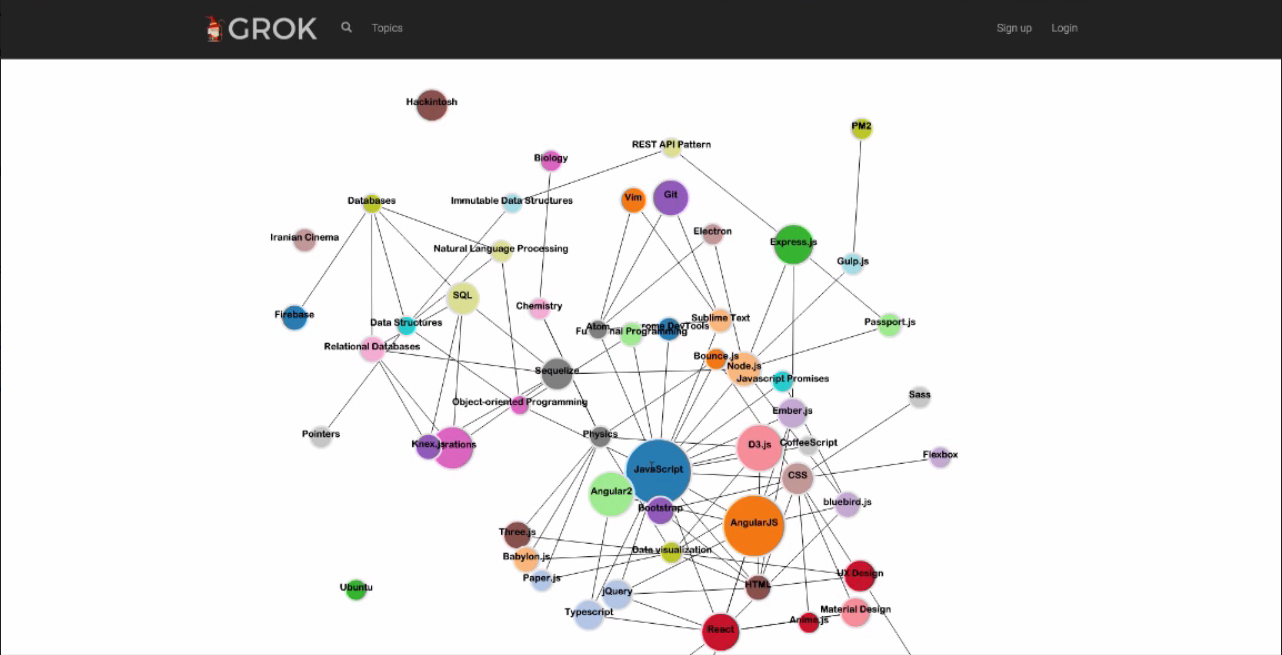 GROK
Topics
Sign up
Login
Hackintosh
PM2
REST API Pattern
Biology
Vim
Git
Databases
Immutable Data Structures
Electron
Iranian Cinema
Express.js
Natural Language Processing
Gulp.js
SQL
Chemistry
Firebase
Data Structures
Atom
Sublime Text
Passport.js
nal Programming
rome DevTools
Relational Databases
Bounce.js
Node.js
Sequelize
Javascript Promises
Sass
Object-oriented Programming
Ember.js
Pointers
Physics
Knex.js
rations
D3.js
CoffeeScript
Flexbox
JavaScript
CSS
Angular2
Bootstrap
bluebird.js
AngularJS
Three.js
Data visualization
Babylon.js
Paper.js
UX Design
Ubuntu
jQuery
HTML
Typescript
Material Design
Anime.js
React